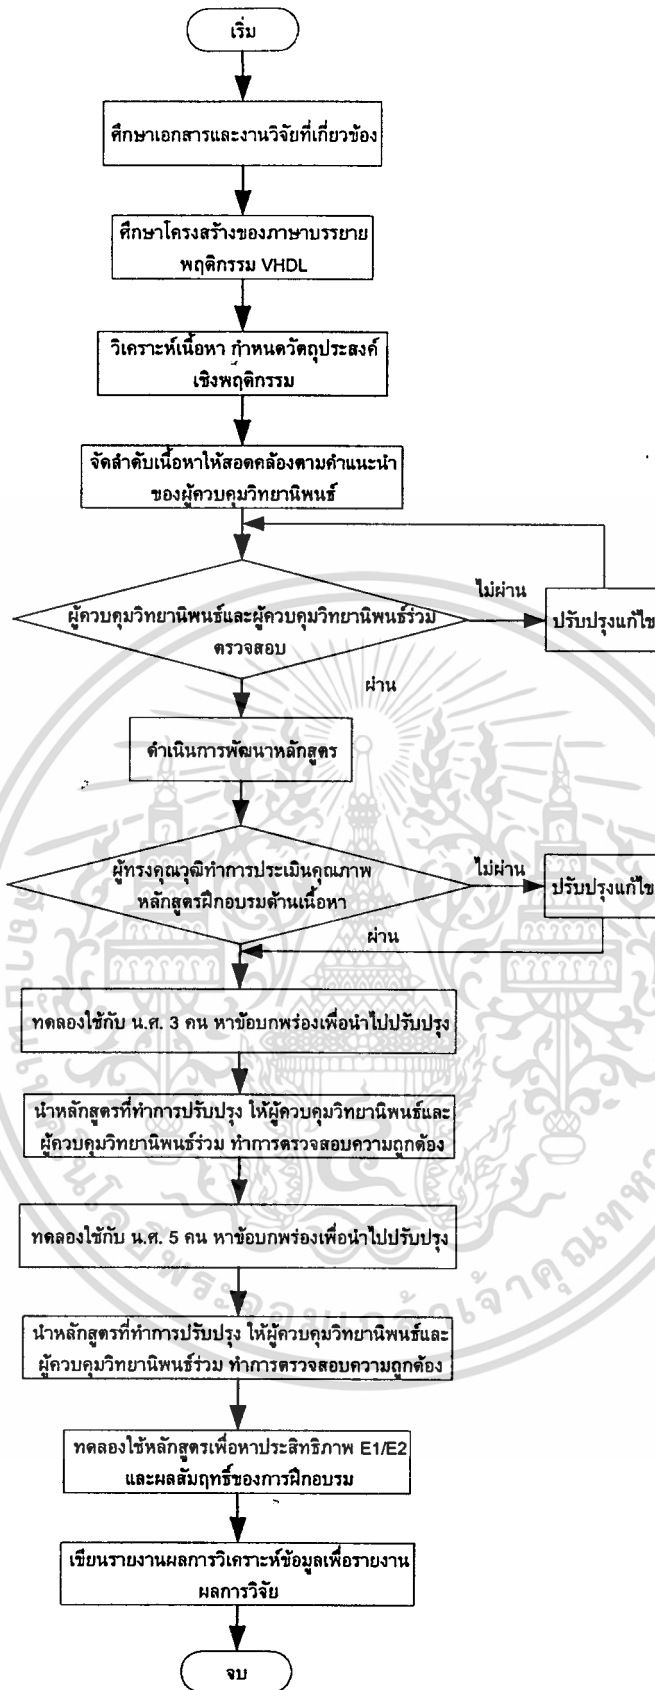 เริ่ม
ศึกษาเอกสารและงานวิจัยที่เกี่ยวข้อง
ศึกษาโครงสร้างของภาษาบรรยาย
พฤติกรรม VHDL
วิเคราะห์เนื้อหา กำหนดวัตถุประสงค์
เชิงพฤติกรรม
จัดลำดับเนื้อหาให้สอดคล้องตามคำแนะนำ
ของผู้ควบคุมวิทยานิพนธ์
ผู้ควบคุมวิทยานิพนธ์และผู้ควบคุมวิทยานิพนธ์ร่วม
ตรวจสอบ
ไม่ผ่าน
ปรับปรุงแก้ไข
ผ่าน
ดำเนินการพัฒนาหลักสูตร
ผู้ทรงคุณวุฒิทำการประเมินคุณภาพ
หลักสูตรฝึกอบรมด้านเนื้อหา
ไม่ผ่าน
ปรับปรุงแก้ไข
ผ่าน
ทดลองใช้กับ น.ศ. 3 คน หาข้อบกพร่องเพื่อนำไปปรับปรุง
นำหลักสูตรที่ทำการปรับปรุง ให้ผู้ควบคุมวิทยานิพนธ์และ
ผู้ควบคุมวิทยานิพนธ์ร่วม ทำการตรวจสอบความถูกต้อง
ทดลองใช้กับ น.ศ. 5 คน หาข้อบกพร่องเพื่อนำไปปรับปรุง
นำหลักสูตรที่ทำการปรับปรุง ให้ผู้ควบคุมวิทยานิพนธ์และ
ผู้ควบคุมวิทยานิพนธ์ร่วม ทำการตรวจสอบความถูกต้อง
ทดลองใช้หลักสูตรเพื่อหาประสิทธิภาพ E1/E2
และผลสัมฤทธิ์ของการฝึกอบรม
เขียนรายงานผลการวิเคราะห์ข้อมูลเพื่อรายงาน
ผลการวิจัย
จบ